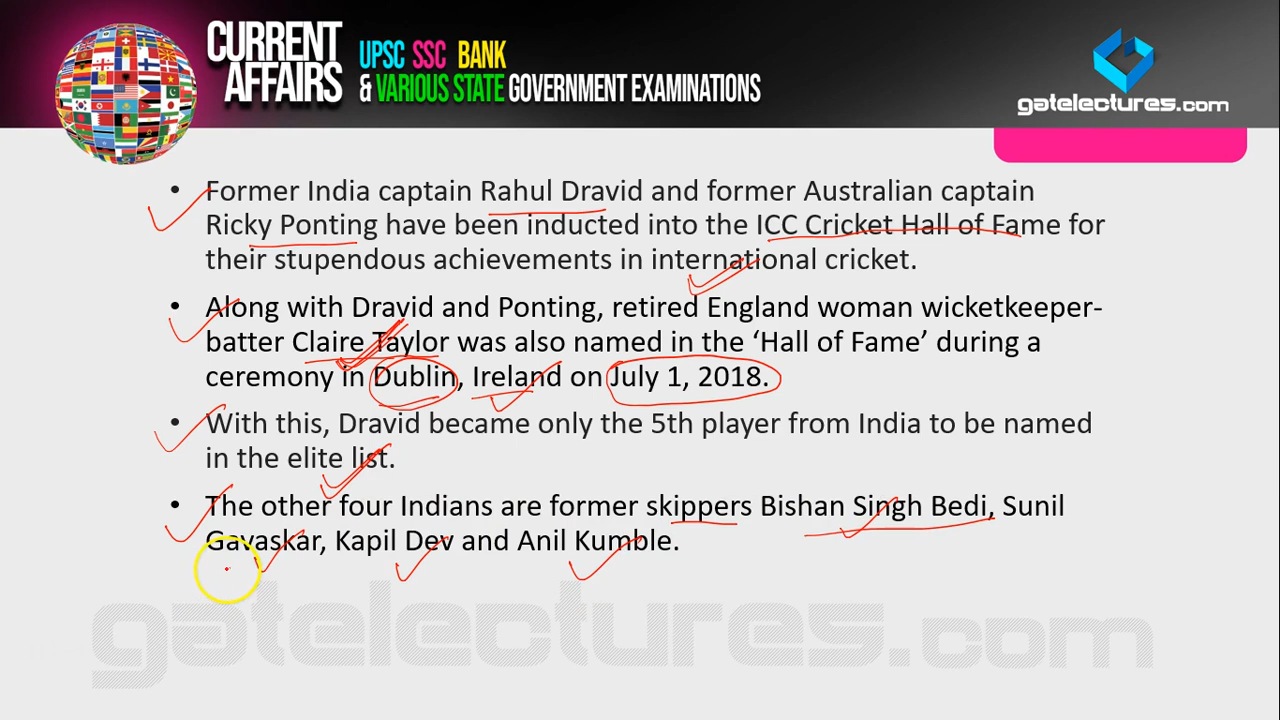 CURRENT
AFFAIRS
UPSC SSC BANK
& VARIOUS STATE GOVERNMENT EXAMINATIONS
gatelectures.com
• Former India captain Rahul Dravid and former Australian captain
Ricky Ponting have been inducted into the ICC Cricket Hall of Fame for
their stupendous achievements in international cricket.
• Along with Dravid and Ponting, retired England woman wicketkeeper-
batter Claire Taylor was also named in the ‘Hall of Fame’ during a
ceremony in Dublin, Ireland on July 1, 2018.
• With this, Dravid became only the 5th player from India to be named
in the elite list.
• The other four Indians are former skippers Bishan Singh Bedi, Sunil
Gavaskar, Kapil Dev and Anil Kumble.
gatelectures.com